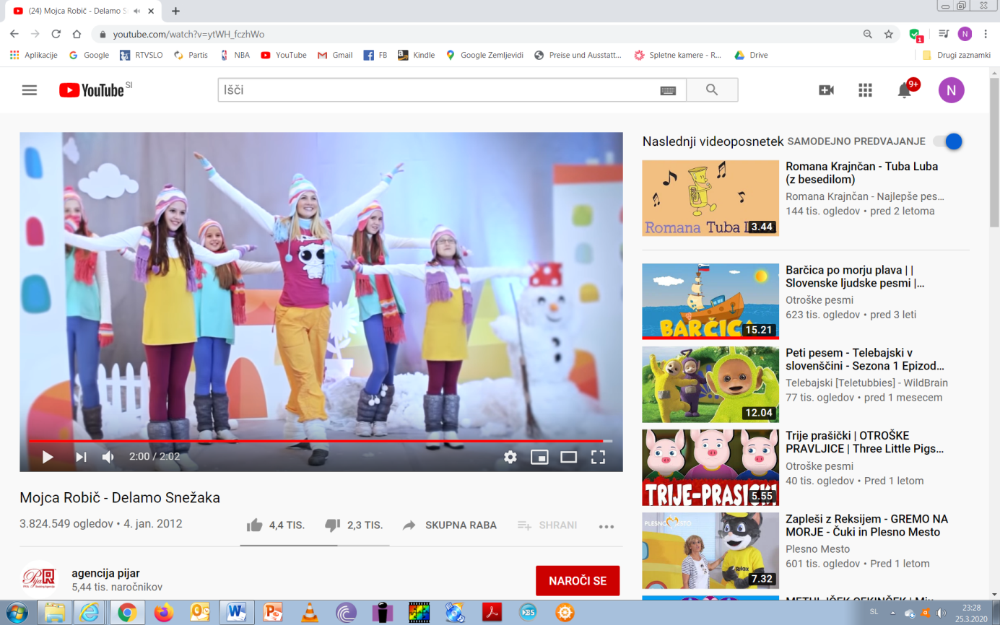 (24) Mojca Robič - Delamo S
youtube.com/watch?v=ytWH_fczhWo
1
N
Aplikacije
Google
RTVSLO
Partis
NBA
YouTube
Gmail
FB
Kindle
Google Zemljevidi
Preise und Ausstatt...
Spletne kamere - R...
Drive
Drugi zaznamki
YouTube SI
Išči
9+
N
Naslednji videoposnetek
SAMODEJNO PREDVAJANJE
Romana Tuba
3.44
Romana Krajnčan - Tuba Luba
(z besedilom)
Romana Krajnčan - Najlepše pes...
144 tis. ogledov • pred 2 letoma
BARČIC
15.21
Barčica po morju plava | |
Slovenske ljudske pesmi |...
Otroške pesmi
623 tis. ogledov • pred 3 leti
12.04
Peti pesem - Telebajski v
slovenščini - Sezona 1 Epizod...
Telebajski [Teletubbies] - WildBrain
77 tis. ogledov • pred 1 mesecem
TRIJE-PRASICKI
5.55
Trije prašički | OTROŠKE
PRAVLJICE | Three Little Pigs...
Otroške pesmi
40 tis. ogledov • Pred 1 letom
PLESNO MESTO
Relax
7.32
Zapleši z Reksijem - GREMO NA
MORJE - Čuki in Plesno Mesto
Plesno Mesto
601 tis. ogledov • Pred 1 letom
2:00 / 2:02
Mojca Robič - Delamo Snežaka
3.824.549 ogledov • 4. jan. 2012
4,4 TIS.
2,3 TIS.
SKUPNA RABA
SHRANI
agencija pijar
5,44 tis. naročnikov
NAROČI SE
SL
23:28
25.3.2020